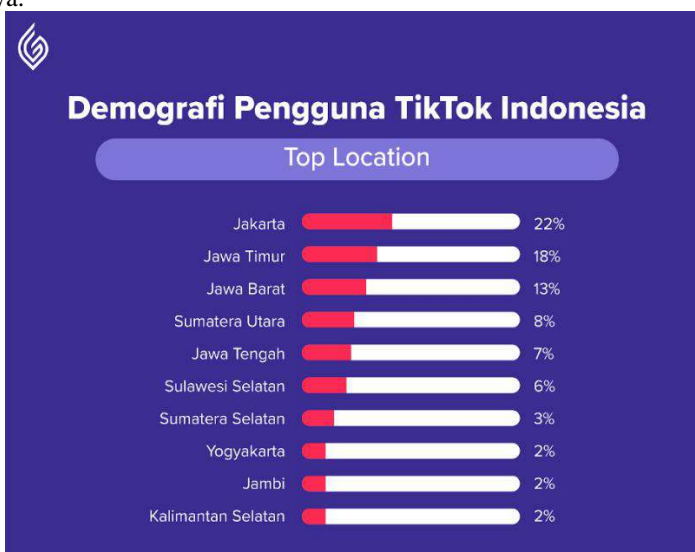 ya.
Demografi Pengguna TikTok Indonesia
Top Location
Jakarta 22%
Jawa Timur 18%
Jawa Barat 13%
Sumatera Utara 8%
Jawa Tengah 7%
Sulawesi Selatan 6%
Sumatera Selatan 3%
Yogyakarta 2%
Jambi 2%
Kalimantan Selatan 2%